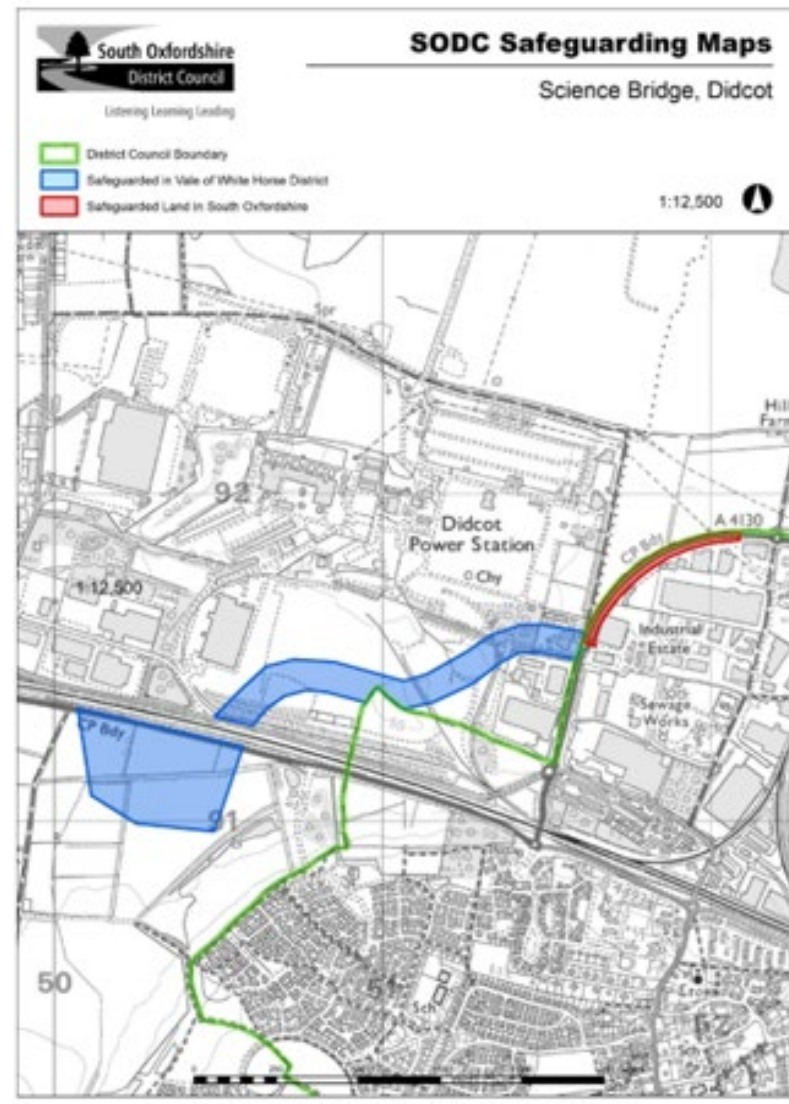 South Oxfordshire
District Council
Listening Learning Leading
SODC Safeguarding Maps
Science Bridge, Didcot
District Council Boundary
Safeguarded in Vale of White Horse District
Safeguarded Land in South Oxfordshire
1:12,500
Spr
Hill
Farm
92
Didcot
Power Station
Chy
A 4130
CP Bdy
1:12,500
Industrial
Estate
Sewage
Works
CP Bdy
91
50
51
Sch